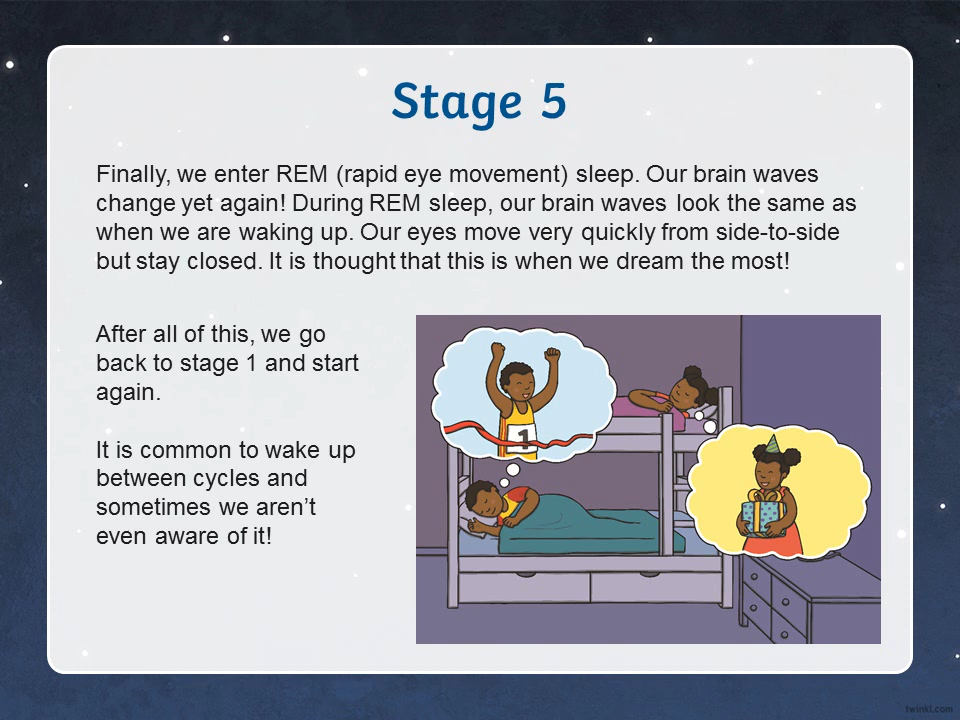 Stage 5
Finally, we enter REM (rapid eye movement) sleep. Our brain waves
change yet again! During REM sleep, our brain waves look the same as
when we are waking up. Our eyes move very quickly from side-to-side
but stay closed. It is thought that this is when we dream the most!
After all of this, we go
back to stage 1 and start
again.
It is common to wake up
between cycles and
sometimes we aren’t
even aware of it!
1
twinkl.com